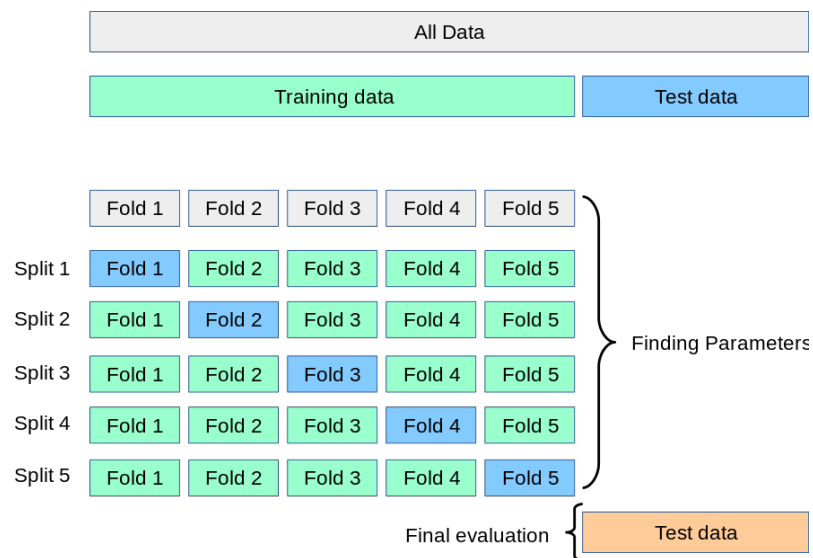 All Data
Training data Test data
Fold 1 Fold 2 Fold 3 Fold 4 Fold 5
Split 1 Fold 1 Fold 2 Fold 3 Fold 4 Fold 5
Split 2 Fold 1 Fold 2 Fold 3 Fold 4 Fold 5
Finding Parameters
Split 3 Fold 1 Fold 2 Fold 3 Fold 4 Fold 5
Split 4 Fold 1 Fold 2 Fold 3 Fold 4 Fold 5
Split 5 Fold 1 Fold 2 Fold 3 Fold 4 Fold 5
Final evaluation Test data